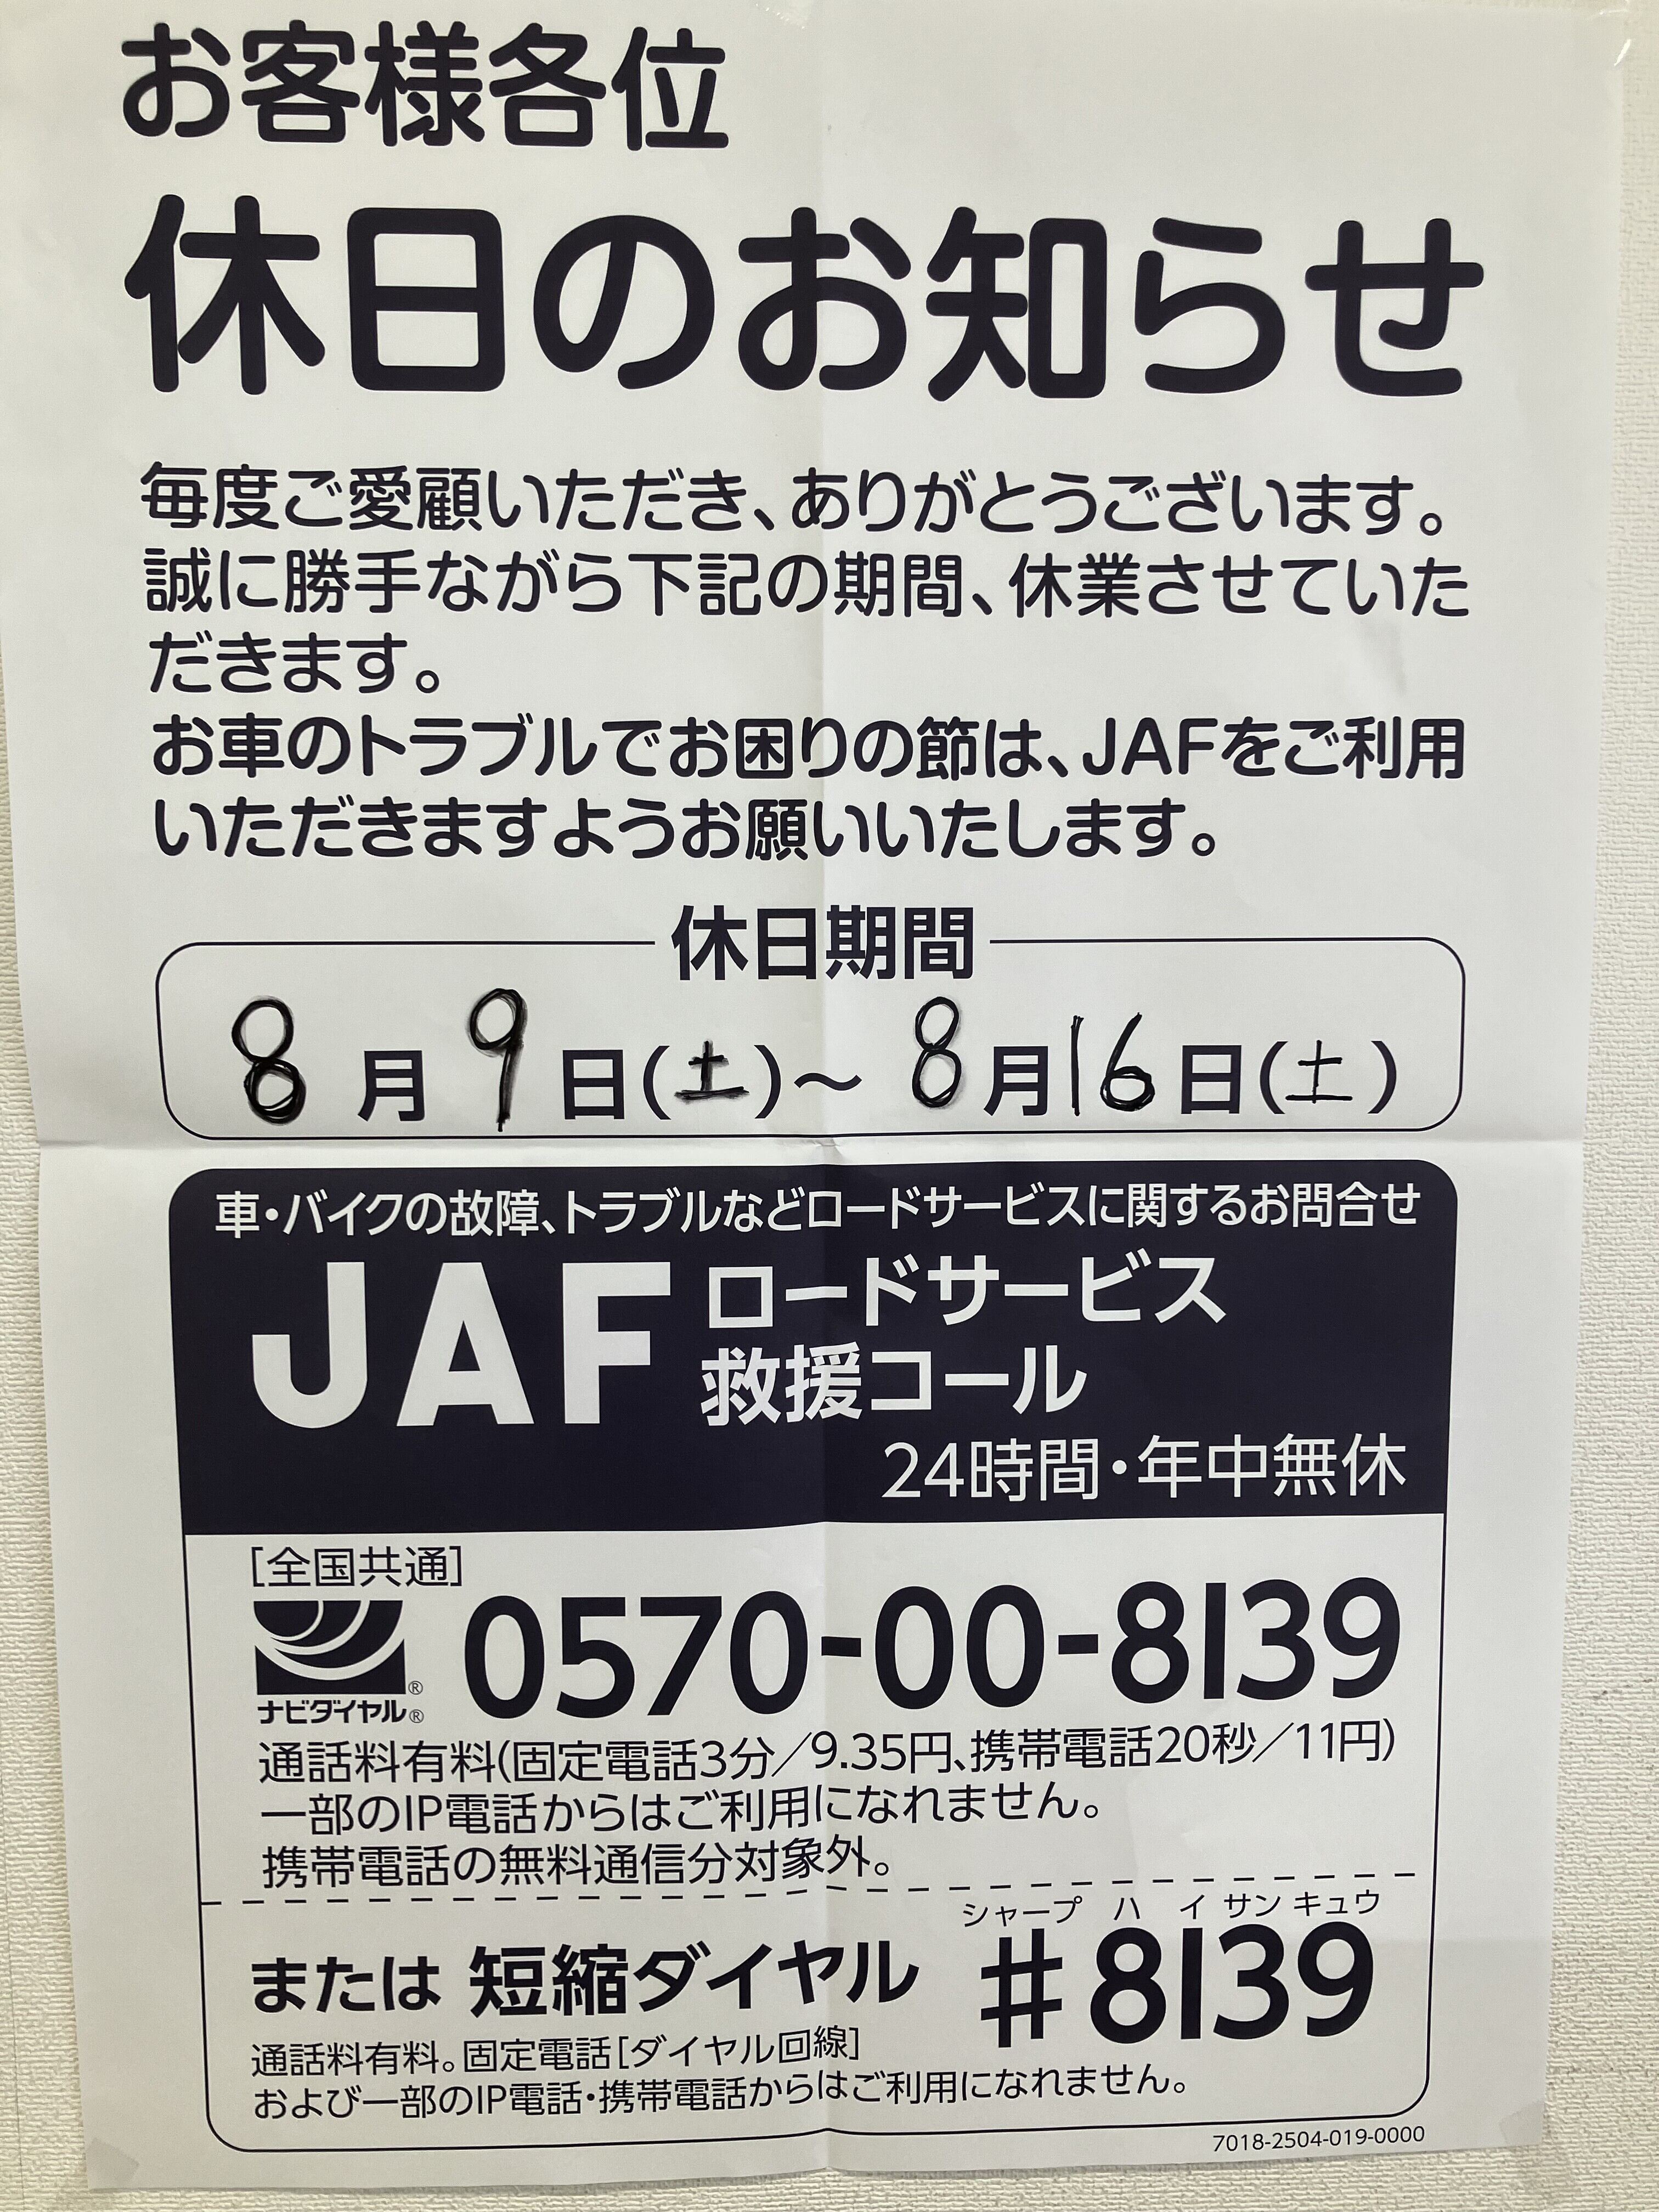 お客様各位
休日のお知らせ
毎度ご愛顧いただき、ありがとうございます。
誠に勝手ながら下記の期間、休業させていた
だきます。
お車のトラブルでお困りの節は、JAFをご利用
いただきますようお願いいたします。
休日期間
8月9日(土)～8月16日(土)
車・バイクの故障、トラブルなどロードサービスに関するお問合せ
JAF ロードサービス
救援コール
24時間・年中無休
[全国共通]
0570-00-8139
ナビダイヤル®
通話料有料(固定電話3分／9.35円、携帯電話20秒／11円)
一部のIP電話からはご利用になれません。
携帯電話の無料通信分対象外。
シャープ ハ イ サン キュウ
または 短縮ダイヤル #8139
通話料有料。固定電話[ダイヤル回線]
および一部のIP電話・携帯電話からはご利用になれません。
7018-2504-019-0000